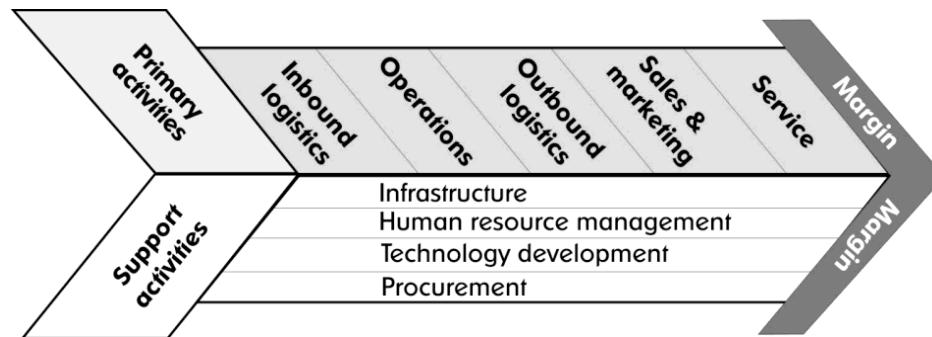 Primary
activities
Inbound
logistics
Operations
Outbound
logistics
Sales &
marketing
Service
Margin
Support
activities
Infrastructure
Human resource management
Technology development
Procurement
Margin